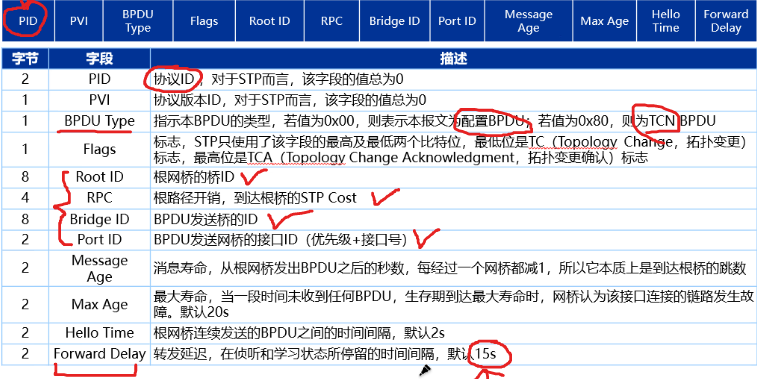 PID PVI BPDU Type Flags Root ID RPC Bridge ID Port ID Message Age Max Age Hello Time Forward Delay
字节 字段 描述
2 PID 协议ID，对于STP而言，该字段的值总为0
1 PVI 协议版本ID，对于STP而言，该字段的值总为0
1 BPDU Type 指示本BPDU的类型，若值为0x00，则表示本报文为配置BPDU；若值为0x80，则为TCN BPDU
1 Flags 标志，STP只使用了该字段的最高及最低两个比特位，最低位是TC（Topology Change，拓扑变更）
标志，最高位是TCA（Topology Change Acknowledgment，拓扑变更确认）标志
8 Root ID 根网桥的桥ID
4 RPC 根路径开销，到达根桥的STP Cost
8 Bridge ID BPDU发送桥的ID
2 Port ID BPDU发送网桥的接口ID（优先级+接口号）
2 Message Age 消息寿命，从根网桥发出BPDU之后的秒数，每经过一个网桥都减1，所以它本质上是到达根桥的跳数
2 Max Age 最大寿命，当一段时间未收到任何BPDU，生存期到达最大寿命时，网桥认为该接口连接的链路发生故
障。默认20s
2 Hello Time 根网桥连续发送的BPDU之间的时间间隔，默认2s
2 Forward Delay 转发延迟，在侦听和学习状态所停留的时间间隔，默认15s